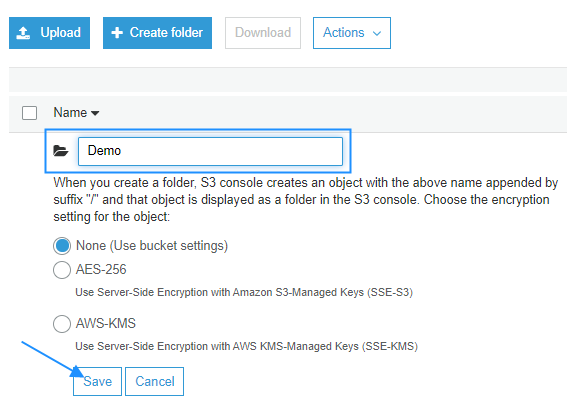 Upload Create folder Download Actions
Name
Demo
When you create a folder, S3 console creates an object with the above name appended by
suffix "/" and that object is displayed as a folder in the S3 console. Choose the encryption
setting for the object:
None (Use bucket settings)
AES-256
Use Server-Side Encryption with Amazon S3-Managed Keys (SSE-S3)
AWS-KMS
Use Server-Side Encryption with AWS KMS-Managed Keys (SSE-KMS)
Save Cancel